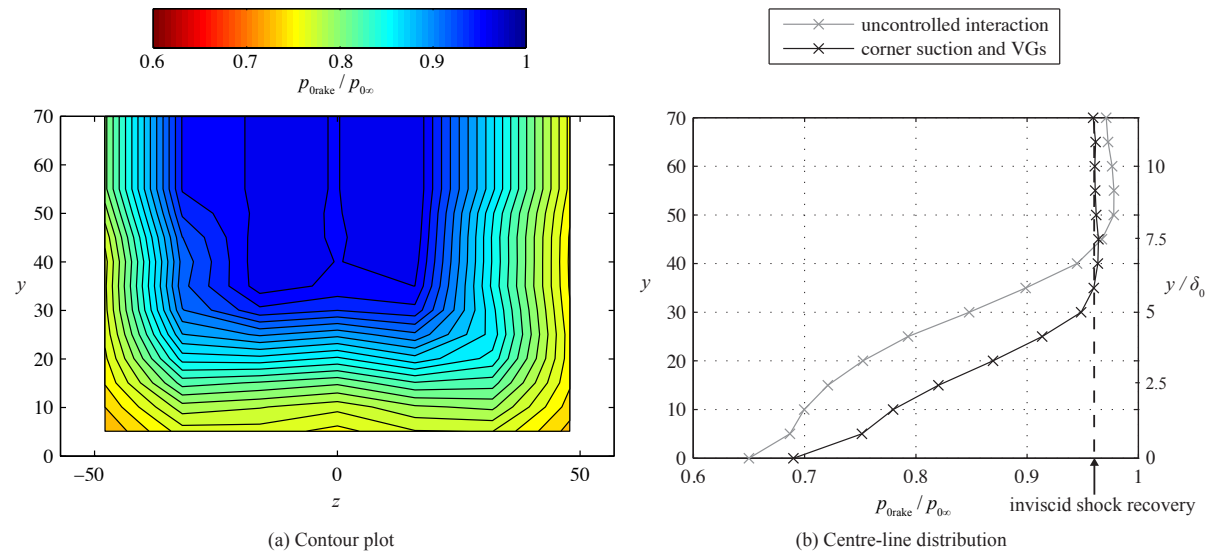 0.6 0.7 0.8 0.9 1
p0rake / p0∞
uncontrolled interaction
corner suction and VGs
70
60
50
40
30
20
10
0
y
−50 0 50
z
(a) Contour plot
70
60
50
40
30
20
10
0
y
10
7.5
5
2.5
0
y / δ0
0.6 0.7 0.8 0.9 1
p0rake / p0∞
inviscid shock recovery
(b) Centre-line distribution